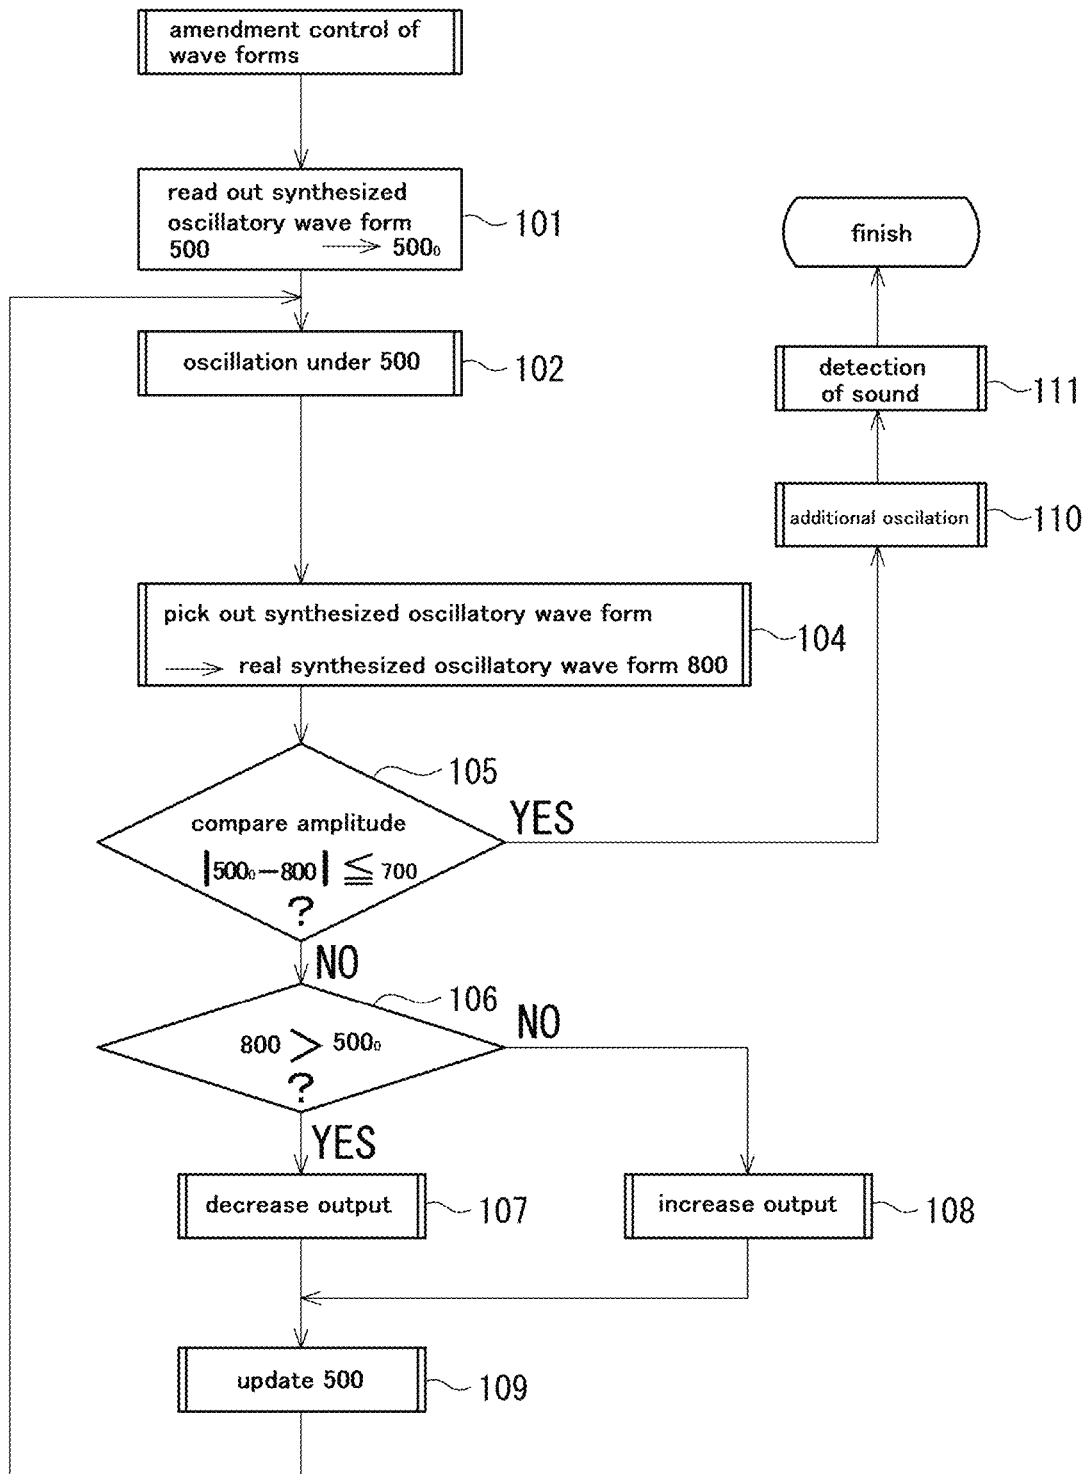 amendment control of
wave forms
read out synthesized
oscillatory wave form
500 → 500₀
101
oscillation under 500
102
pick out synthesized oscillatory wave form
→ real synthesized oscillatory wave form 800
104
105
compare amplitude
|500₀−800| ≦ 700
?
YES
NO
106
800 > 500₀
?
NO
YES
decrease output
107
increase output
108
update 500
109
additional oscilation
110
detection
of sound
111
finish